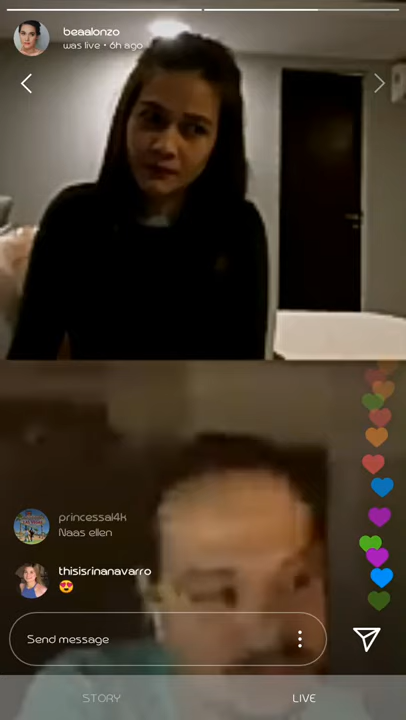 beaalonzo
was live • 6h ago
princessal4k
Naas ellen
thisisrinanavarro
😍
Send message
STORY
LIVE